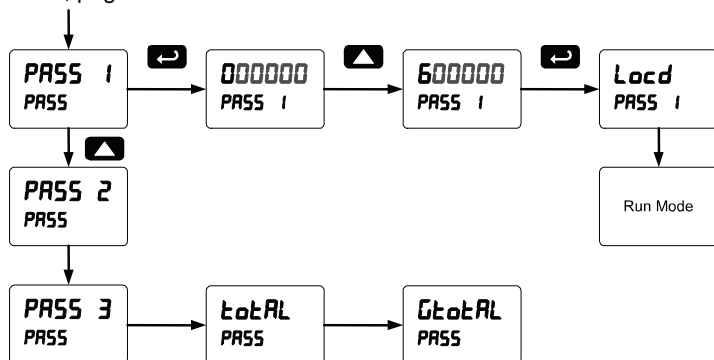 PASS 1
PASS
000000
PASS 1
600000
PASS 1
Locd
PASS 1
PASS 2
PASS
Run Mode
PASS 3
PASS
totAL
PASS
GtotAL
PASS